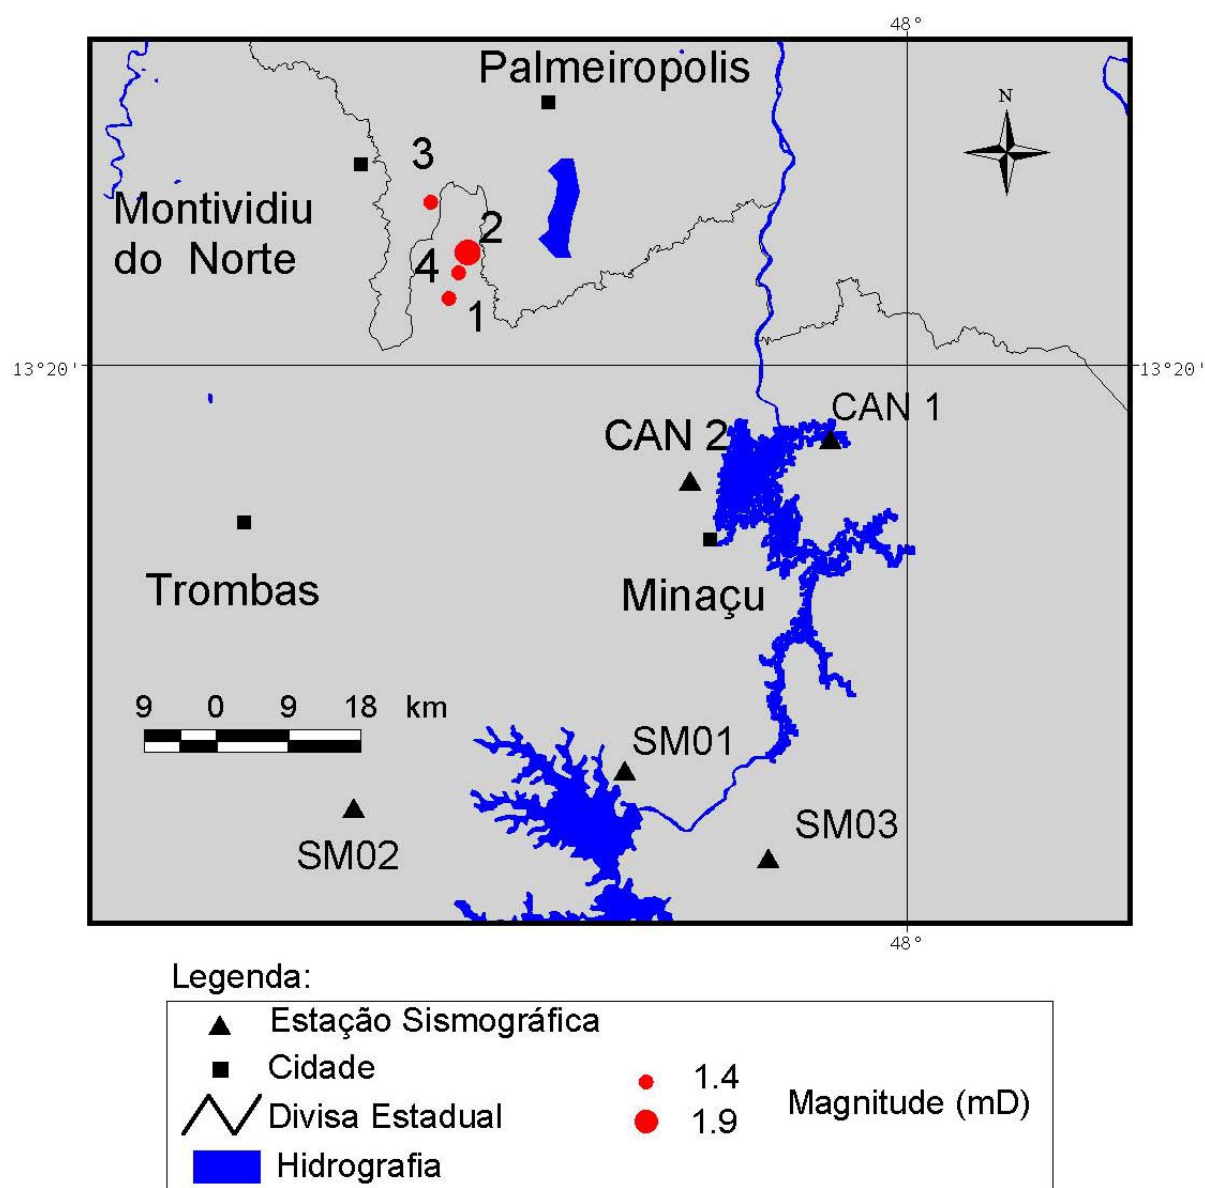 48°
Palmeiropolis
N
3
Montividiu
do Norte
2
4
1
13°20'
13°20'
CAN 1
CAN 2
Trombas
Minaçu
9 0 9 18 km
SM01
SM02
SM03
48°
Legenda:
Estação Sismográfica
Cidade
Divisa Estadual
Hidrografia
1.4
1.9
Magnitude (mD)